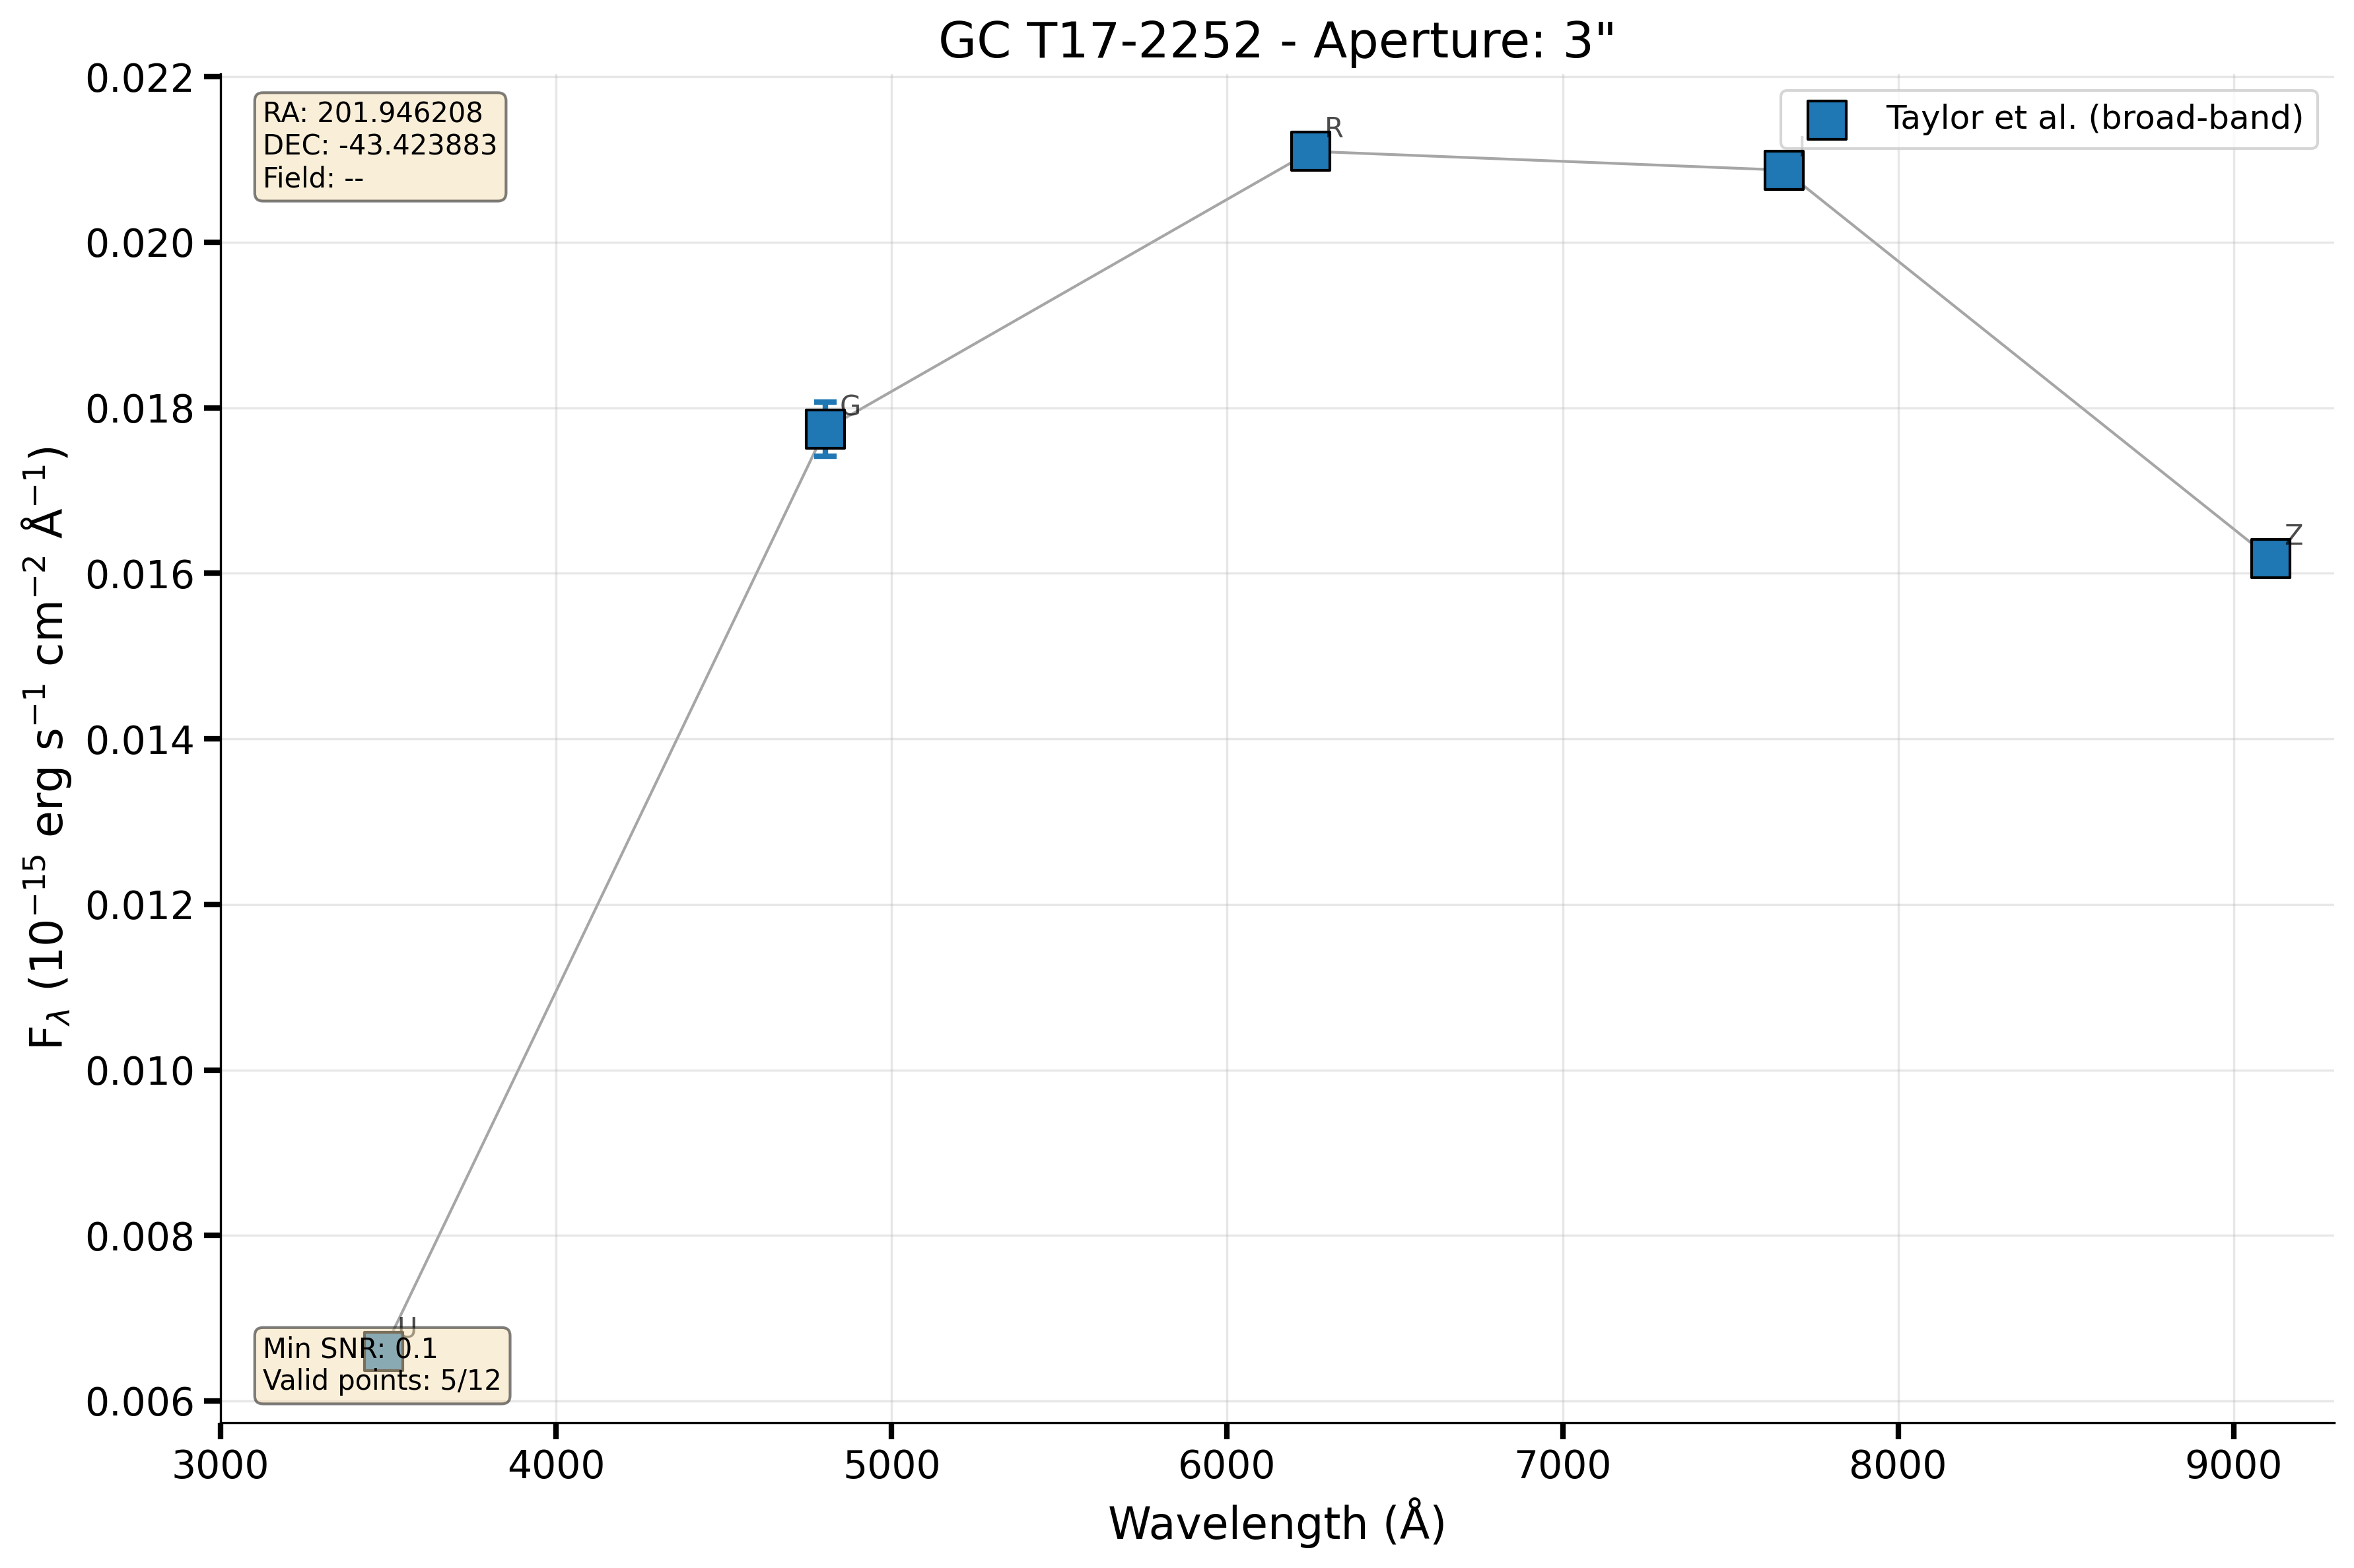 GC T17-2252 - Aperture: 3"
RA: 201.946208
DEC: -43.423883
Field: --
Taylor et al. (broad-band)
R
G
Z
U
Min SNR: 0.1
Valid points: 5/12
0.022
0.020
0.018
0.016
0.014
0.012
0.010
0.008
0.006
F_λ (10⁻¹⁵ erg s⁻¹ cm⁻² Å⁻¹)
3000 4000 5000 6000 7000 8000 9000
Wavelength (Å)